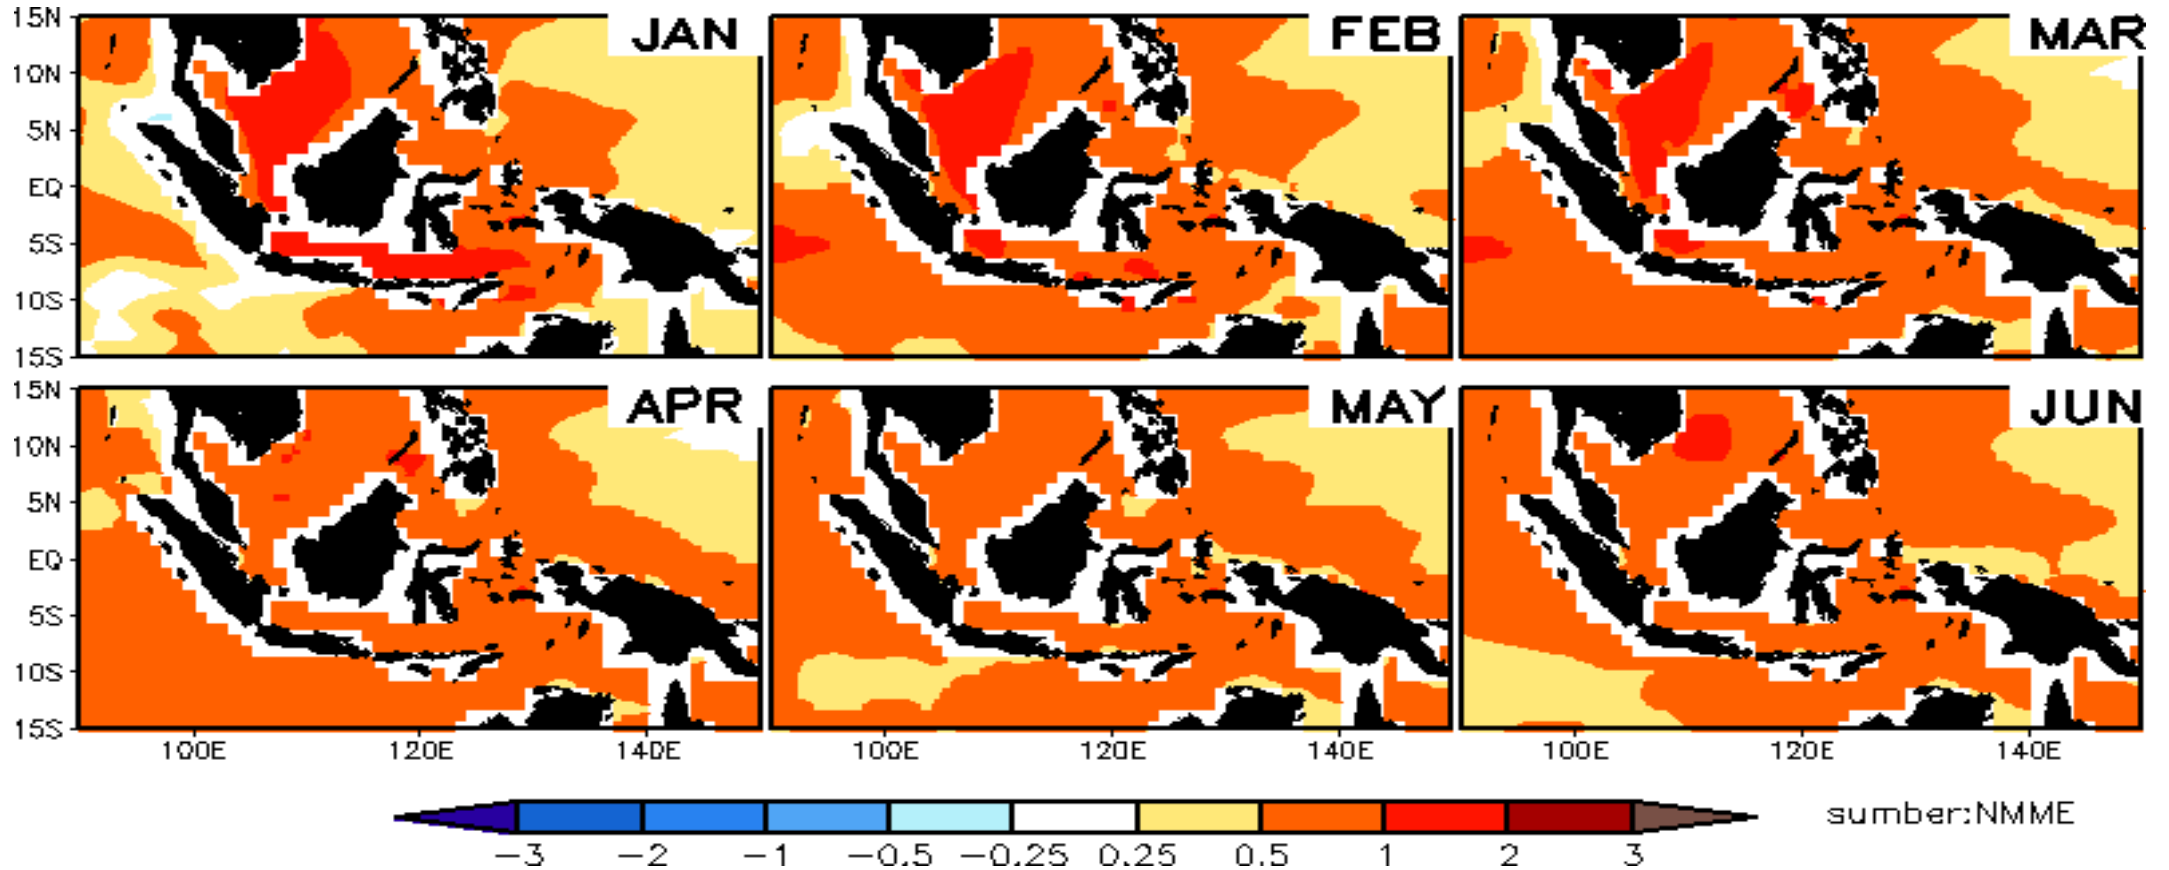 JAN FEB MAR
15N
10N
5N
EQ
5S
10S
15S
APR MAY JUN
15N
10N
5N
EQ
5S
10S
15S
100E 120E 140E 100E 120E 140E 100E 120E 140E
sumber:NMME
−3 −2 −1 −0.5 −0.25 0.25 0.5 1 2 3